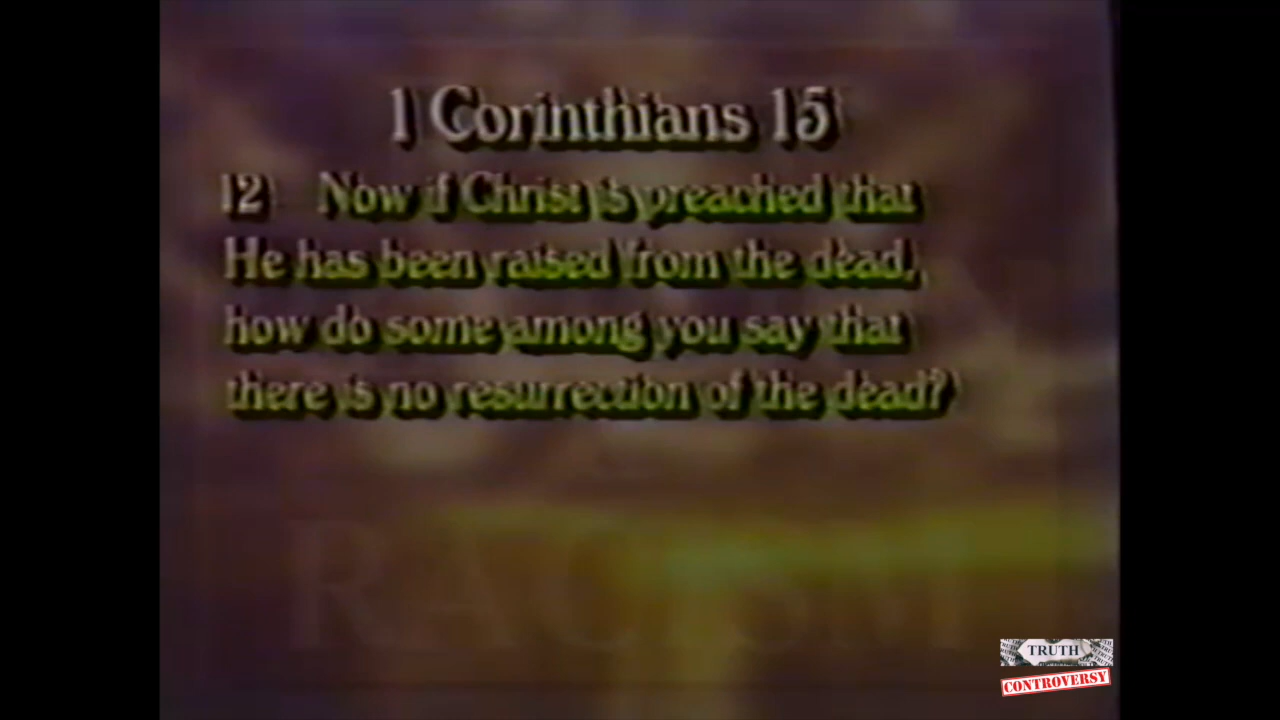 1 Corinthians 15
12 Now if Christ is preached that
He has been raised from the dead,
how do some among you say that
there is no resurrection of the dead?
RACISM
TRUTH
CONTROVERSY